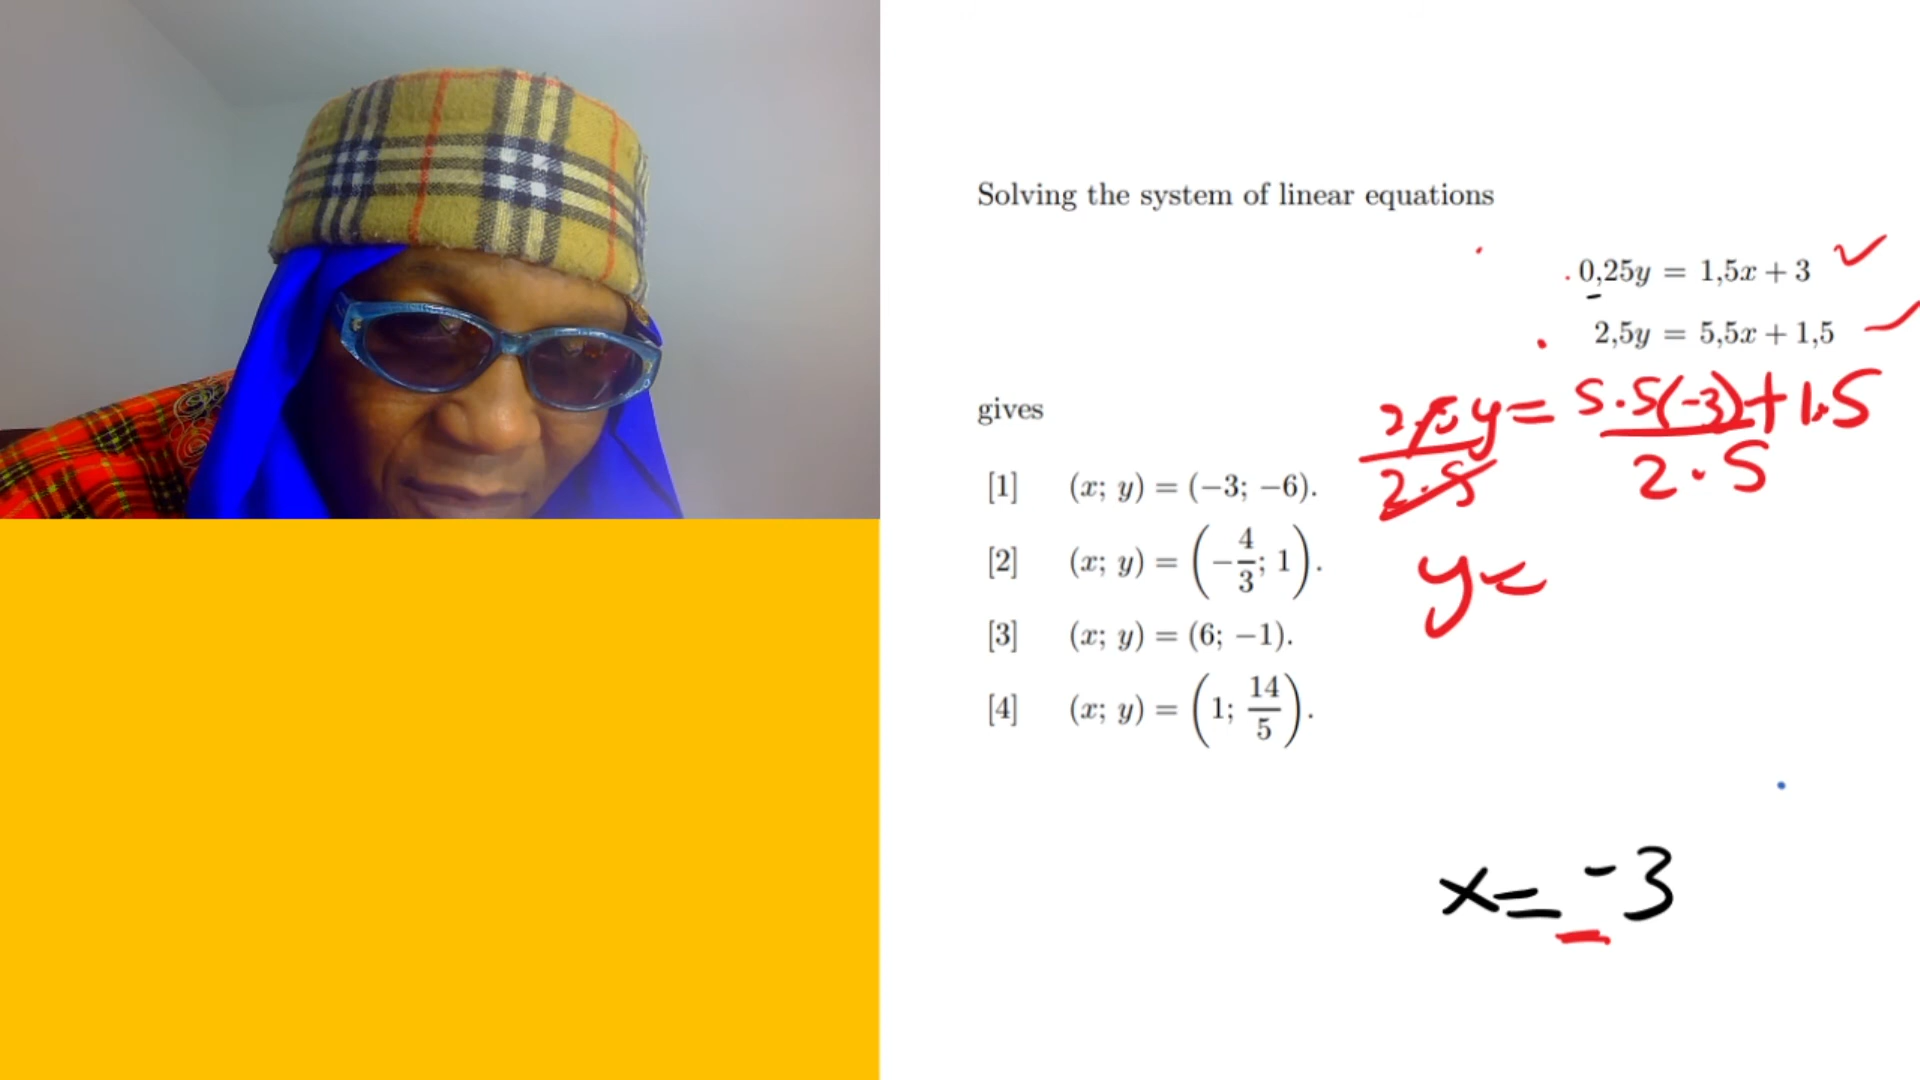 Solving the system of linear equations
0,25y = 1,5x + 3
2,5y = 5,5x + 1,5
gives
2.5y = 5.5(-3) + 1.5
2.5 2.5
y=
[1] (x; y) = (−3; −6).
[2] (x; y) = (−4/3; 1).
[3] (x; y) = (6; −1).
[4] (x; y) = (1; 14/5).
x = -3